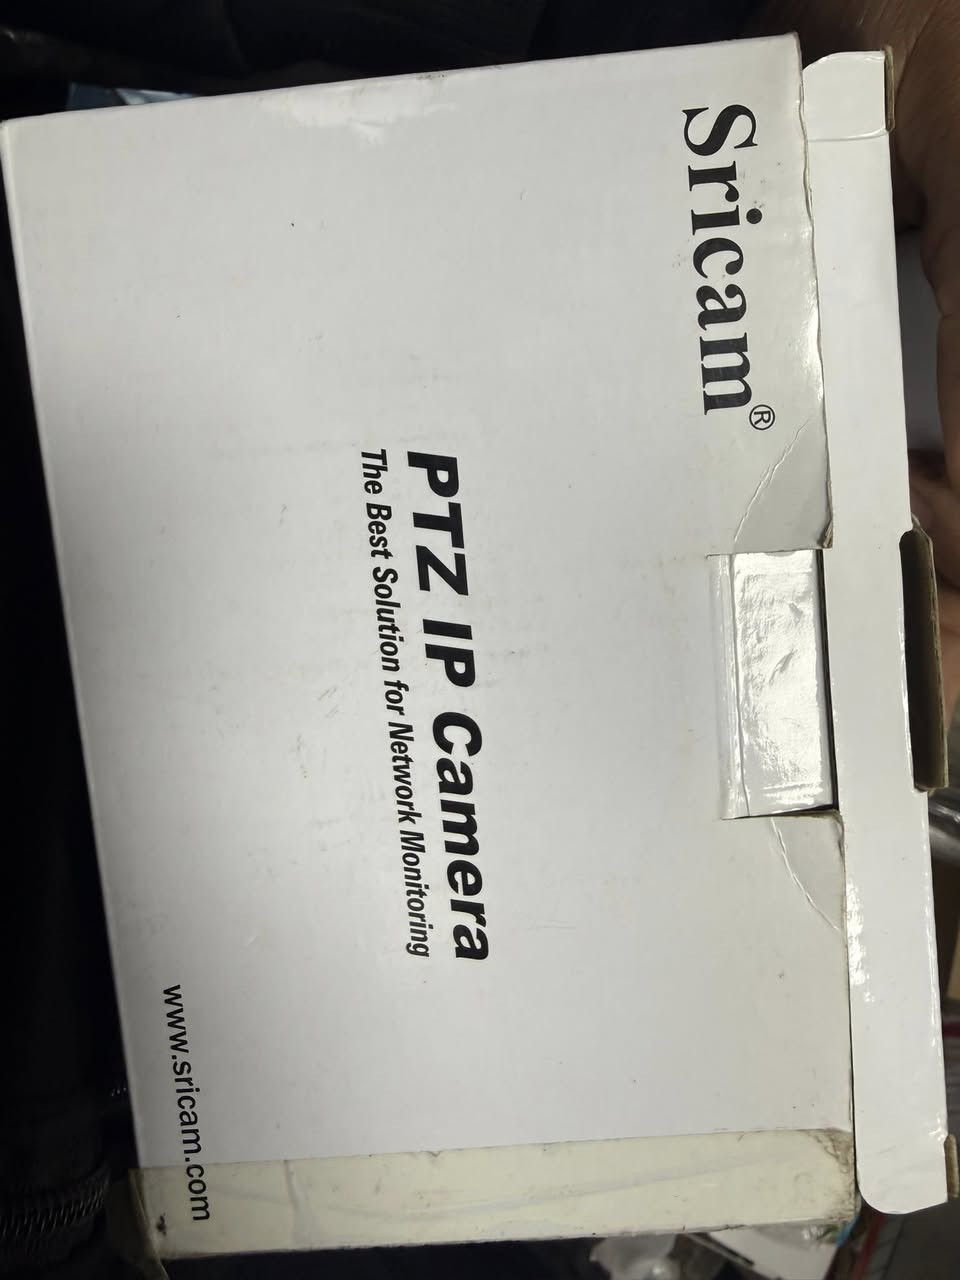 Sricam®
PTZ IP Camera
The Best Solution for Network Monitoring
www.sricam.com